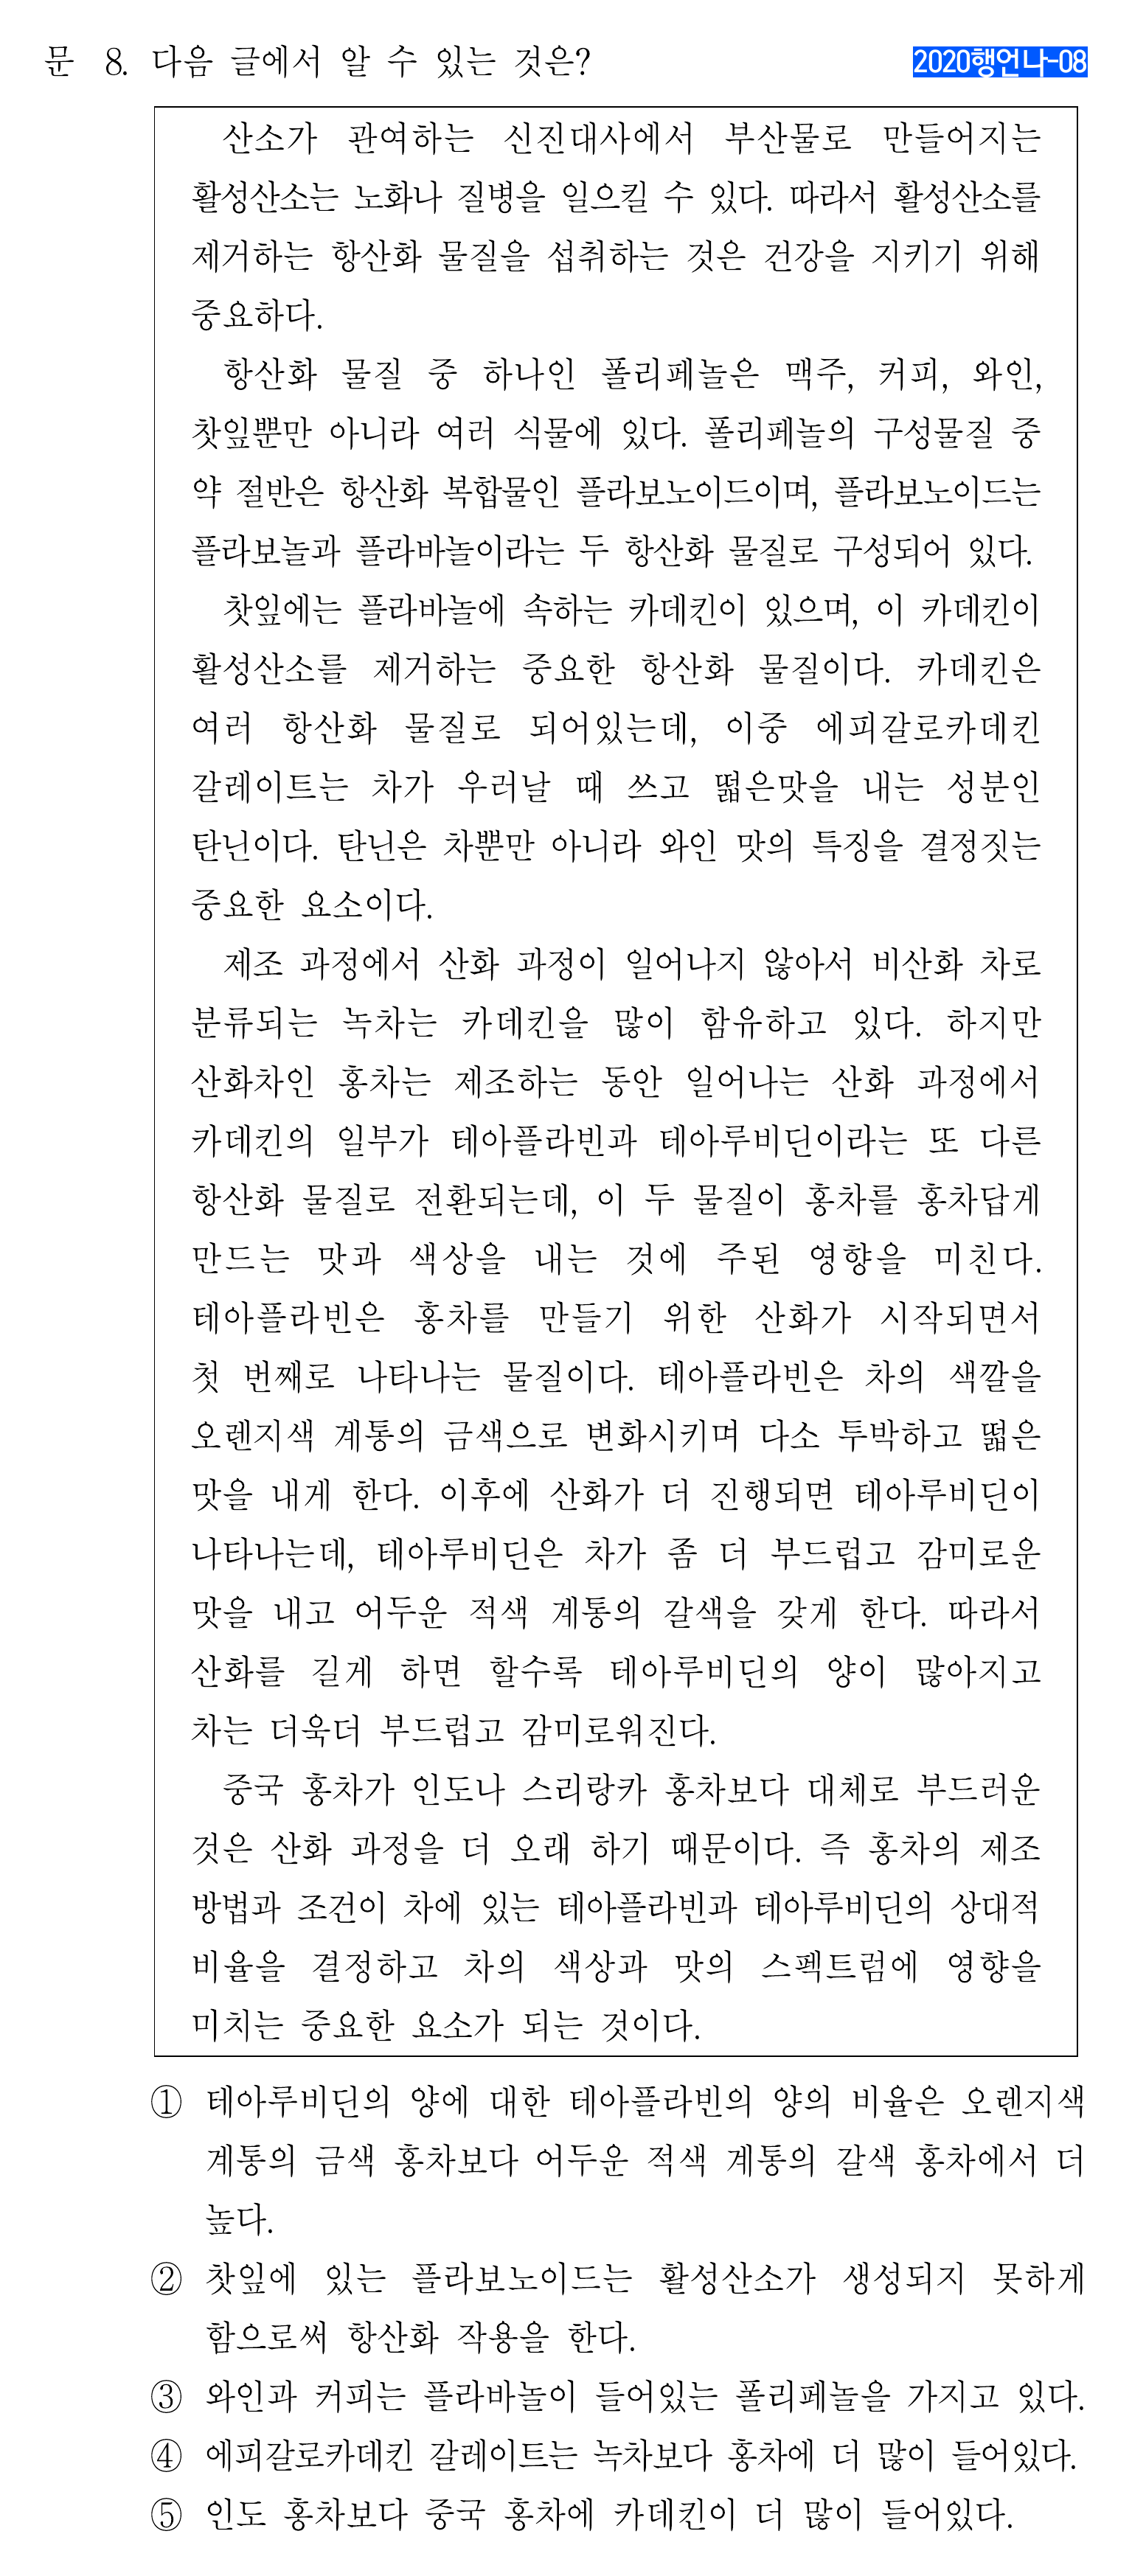 문 8. 다음 글에서 알 수 있는 것은?
2020행언나-08
산소가 관여하는 신진대사에서 부산물로 만들어지는
활성산소는 노화나 질병을 일으킬 수 있다. 따라서 활성산소를
제거하는 항산화 물질을 섭취하는 것은 건강을 지키기 위해
중요하다.
항산화 물질 중 하나인 폴리페놀은 맥주, 커피, 와인,
찻잎뿐만 아니라 여러 식물에 있다. 폴리페놀의 구성물질 중
약 절반은 항산화 복합물인 플라보노이드이며, 플라보노이드는
플라보놀과 플라바놀이라는 두 항산화 물질로 구성되어 있다.
찻잎에는 플라바놀에 속하는 카데킨이 있으며, 이 카데킨이
활성산소를 제거하는 중요한 항산화 물질이다. 카데킨은
여러 항산화 물질로 되어있는데, 이중 에피갈로카데킨
갈레이트는 차가 우러날 때 쓰고 떫은맛을 내는 성분인
탄닌이다. 탄닌은 차뿐만 아니라 와인 맛의 특징을 결정짓는
중요한 요소이다.
제조 과정에서 산화 과정이 일어나지 않아서 비산화 차로
분류되는 녹차는 카데킨을 많이 함유하고 있다. 하지만
산화차인 홍차는 제조하는 동안 일어나는 산화 과정에서
카데킨의 일부가 테아플라빈과 테아루비딘이라는 또 다른
항산화 물질로 전환되는데, 이 두 물질이 홍차를 홍차답게
만드는 맛과 색상을 내는 것에 주된 영향을 미친다.
테아플라빈은 홍차를 만들기 위한 산화가 시작되면서
첫 번째로 나타나는 물질이다. 테아플라빈은 차의 색깔을
오렌지색 계통의 금색으로 변화시키며 다소 투박하고 떫은
맛을 내게 한다. 이후에 산화가 더 진행되면 테아루비딘이
나타나는데, 테아루비딘은 차가 좀 더 부드럽고 감미로운
맛을 내고 어두운 적색 계통의 갈색을 갖게 한다. 따라서
산화를 길게 하면 할수록 테아루비딘의 양이 많아지고
차는 더욱더 부드럽고 감미로워진다.
중국 홍차가 인도나 스리랑카 홍차보다 대체로 부드러운
것은 산화 과정을 더 오래 하기 때문이다. 즉 홍차의 제조
방법과 조건이 차에 있는 테아플라빈과 테아루비딘의 상대적
비율을 결정하고 차의 색상과 맛의 스펙트럼에 영향을
미치는 중요한 요소가 되는 것이다.
① 테아루비딘의 양에 대한 테아플라빈의 양의 비율은 오렌지색
계통의 금색 홍차보다 어두운 적색 계통의 갈색 홍차에서 더
높다.
② 찻잎에 있는 플라보노이드는 활성산소가 생성되지 못하게
함으로써 항산화 작용을 한다.
③ 와인과 커피는 플라바놀이 들어있는 폴리페놀을 가지고 있다.
④ 에피갈로카데킨 갈레이트는 녹차보다 홍차에 더 많이 들어있다.
⑤ 인도 홍차보다 중국 홍차에 카데킨이 더 많이 들어있다.